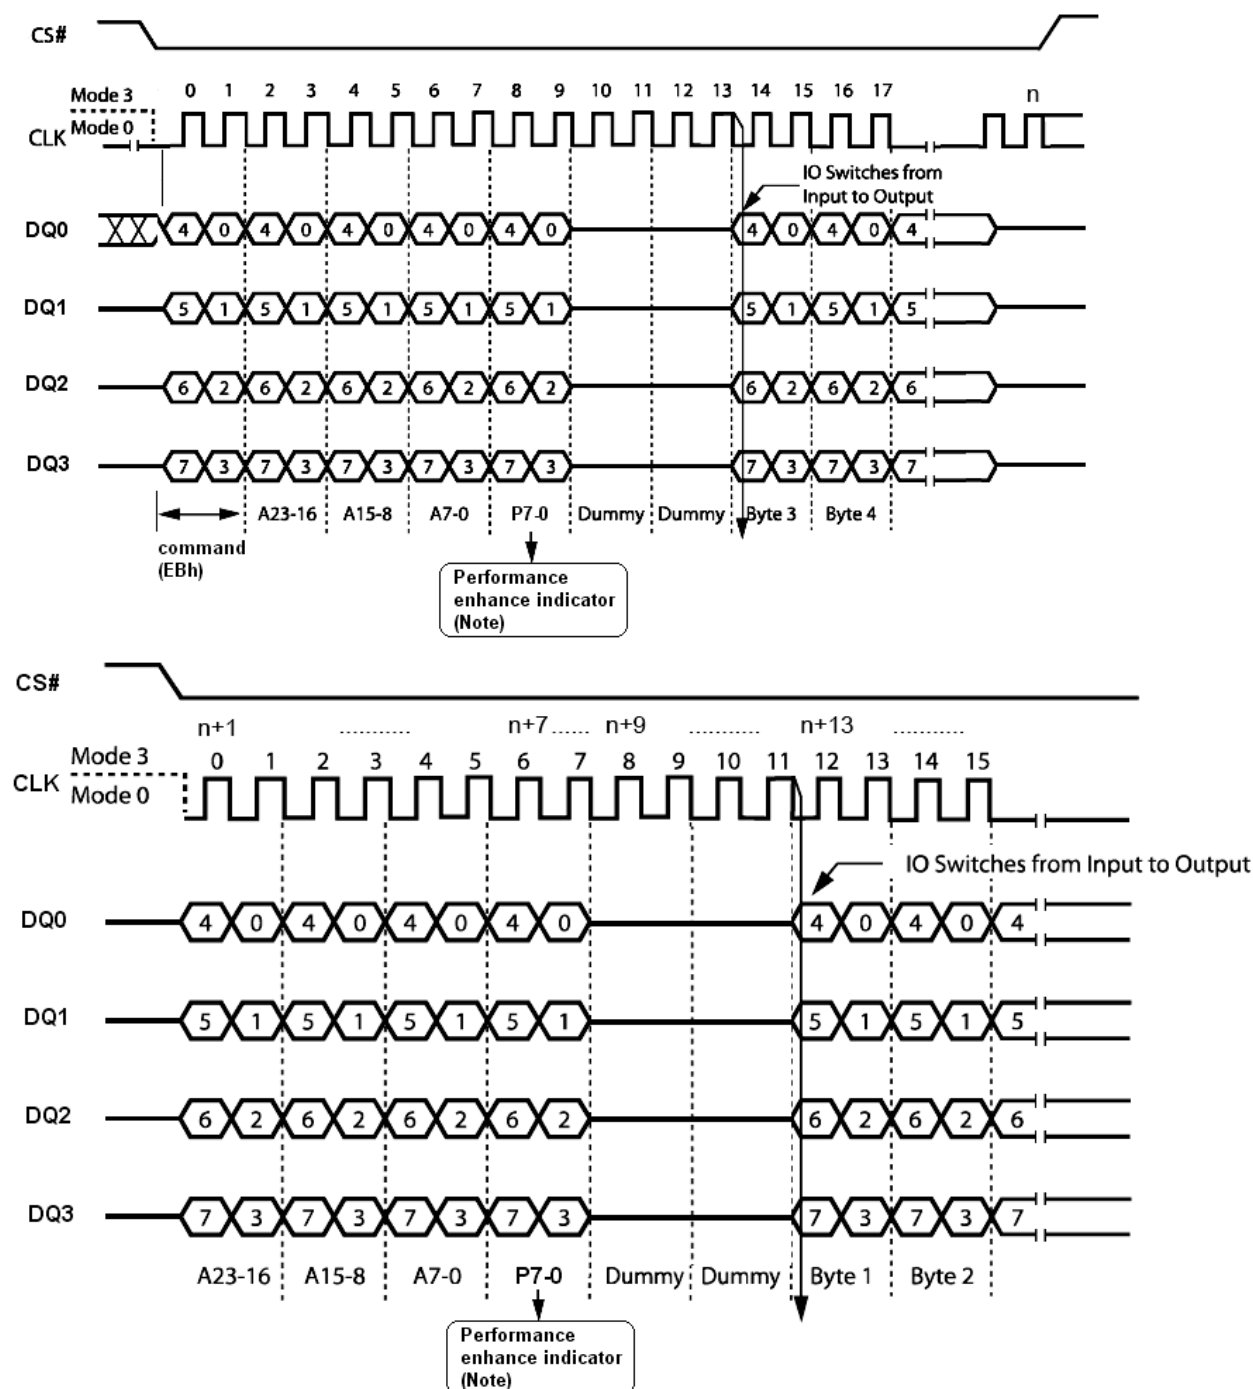 CS#
0 1 2 3 4 5 6 7 8 9 10 11 12 13 14 15 16 17 n
Mode 3
Mode 0
CLK
IO Switches from
Input to Output
DQ0 4 0 4 0 4 0 4 0 4 0 4 0 4 0 4
DQ1 5 1 5 1 5 1 5 1 5 1 5 1 5 1 5
DQ2 6 2 6 2 6 2 6 2 6 2 6 2 6 2 6
DQ3 7 3 7 3 7 3 7 3 7 3 7 3 7 3 7
A23-16 A15-8 A7-0 P7-0 Dummy Dummy Byte 3 Byte 4
command
(EBh)
Performance
enhance indicator
(Note)
CS#
n+1 ........... n+7 ...... n+9 ........... n+13 ...........
Mode 3 0 1 2 3 4 5 6 7 8 9 10 11 12 13 14 15
CLK
Mode 0
IO Switches from Input to Output
DQ0 4 0 4 0 4 0 4 0 4 0 4 0 4
DQ1 5 1 5 1 5 1 5 1 5 1 5 1 5
DQ2 6 2 6 2 6 2 6 2 6 2 6 2 6
DQ3 7 3 7 3 7 3 7 3 7 3 7 3 7
A23-16 A15-8 A7-0 P7-0 Dummy Dummy Byte 1 Byte 2
Performance
enhance indicator
(Note)